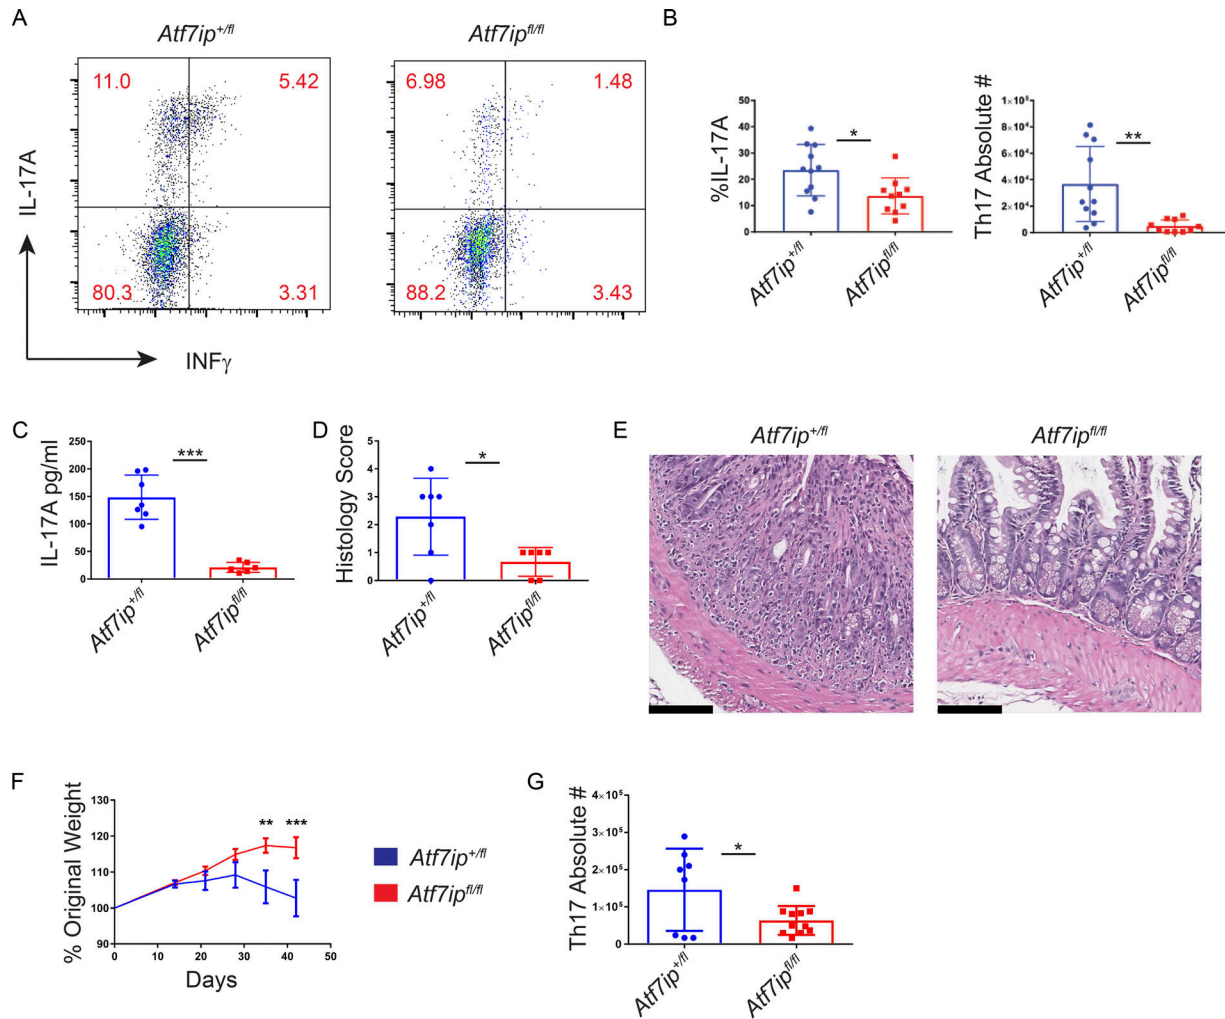 A
Atf7ip+/fl
Atf7ipfl/fl
11.0
5.42
6.98
1.48
80.3
3.31
88.2
3.43
IL-17A
INFγ
B
%IL-17A
50
40
30
20
10
0
*
Atf7ip+/fl
Atf7ipfl/fl
Th17 Absolute #
1×10⁵
8×10⁴
6×10⁴
4×10⁴
2×10⁴
0
**
Atf7ip+/fl
Atf7ipfl/fl
C
IL-17A pg/ml
250
200
150
100
50
0
***
Atf7ip+/fl
Atf7ipfl/fl
D
Histology Score
5
4
3
2
1
0
*
Atf7ip+/fl
Atf7ipfl/fl
E
Atf7ip+/fl
Atf7ipfl/fl
F
% Original Weight
130
120
110
100
90
** ***
0 10 20 30 40 50
Days
Atf7ip+/fl
Atf7ipfl/fl
G
Th17 Absolute #
4×10⁵
3×10⁵
2×10⁵
1×10⁵
0
*
Atf7ip+/fl
Atf7ipfl/fl